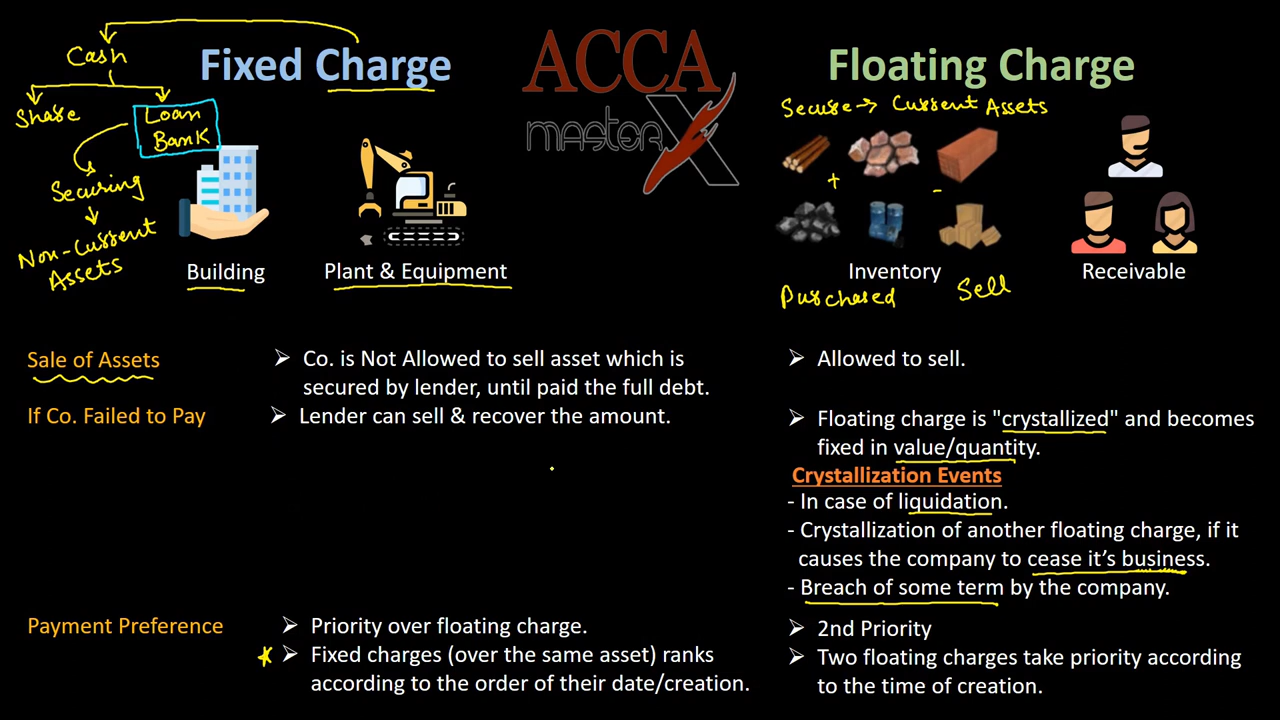 Cash
Fixed Charge
ACCA
masterX
Floating Charge
Share
Loan
Bank
Secure → Current Assets
Securing
Non-Current
Assets
+
-
Building
Plant & Equipment
Inventory
Receivable
Purchased
Sell
Sale of Assets
➢ Co. is Not Allowed to sell asset which is
secured by lender, until paid the full debt.
➢ Allowed to sell.
If Co. Failed to Pay
➢ Lender can sell & recover the amount.
➢ Floating charge is "crystallized" and becomes
fixed in value/quantity.
Crystallization Events
- In case of liquidation.
- Crystallization of another floating charge, if it
causes the company to cease it's business.
- Breach of some term by the company.
Payment Preference
➢ Priority over floating charge.
➢ Fixed charges (over the same asset) ranks
according to the order of their date/creation.
➢ 2nd Priority
➢ Two floating charges take priority according
to the time of creation.